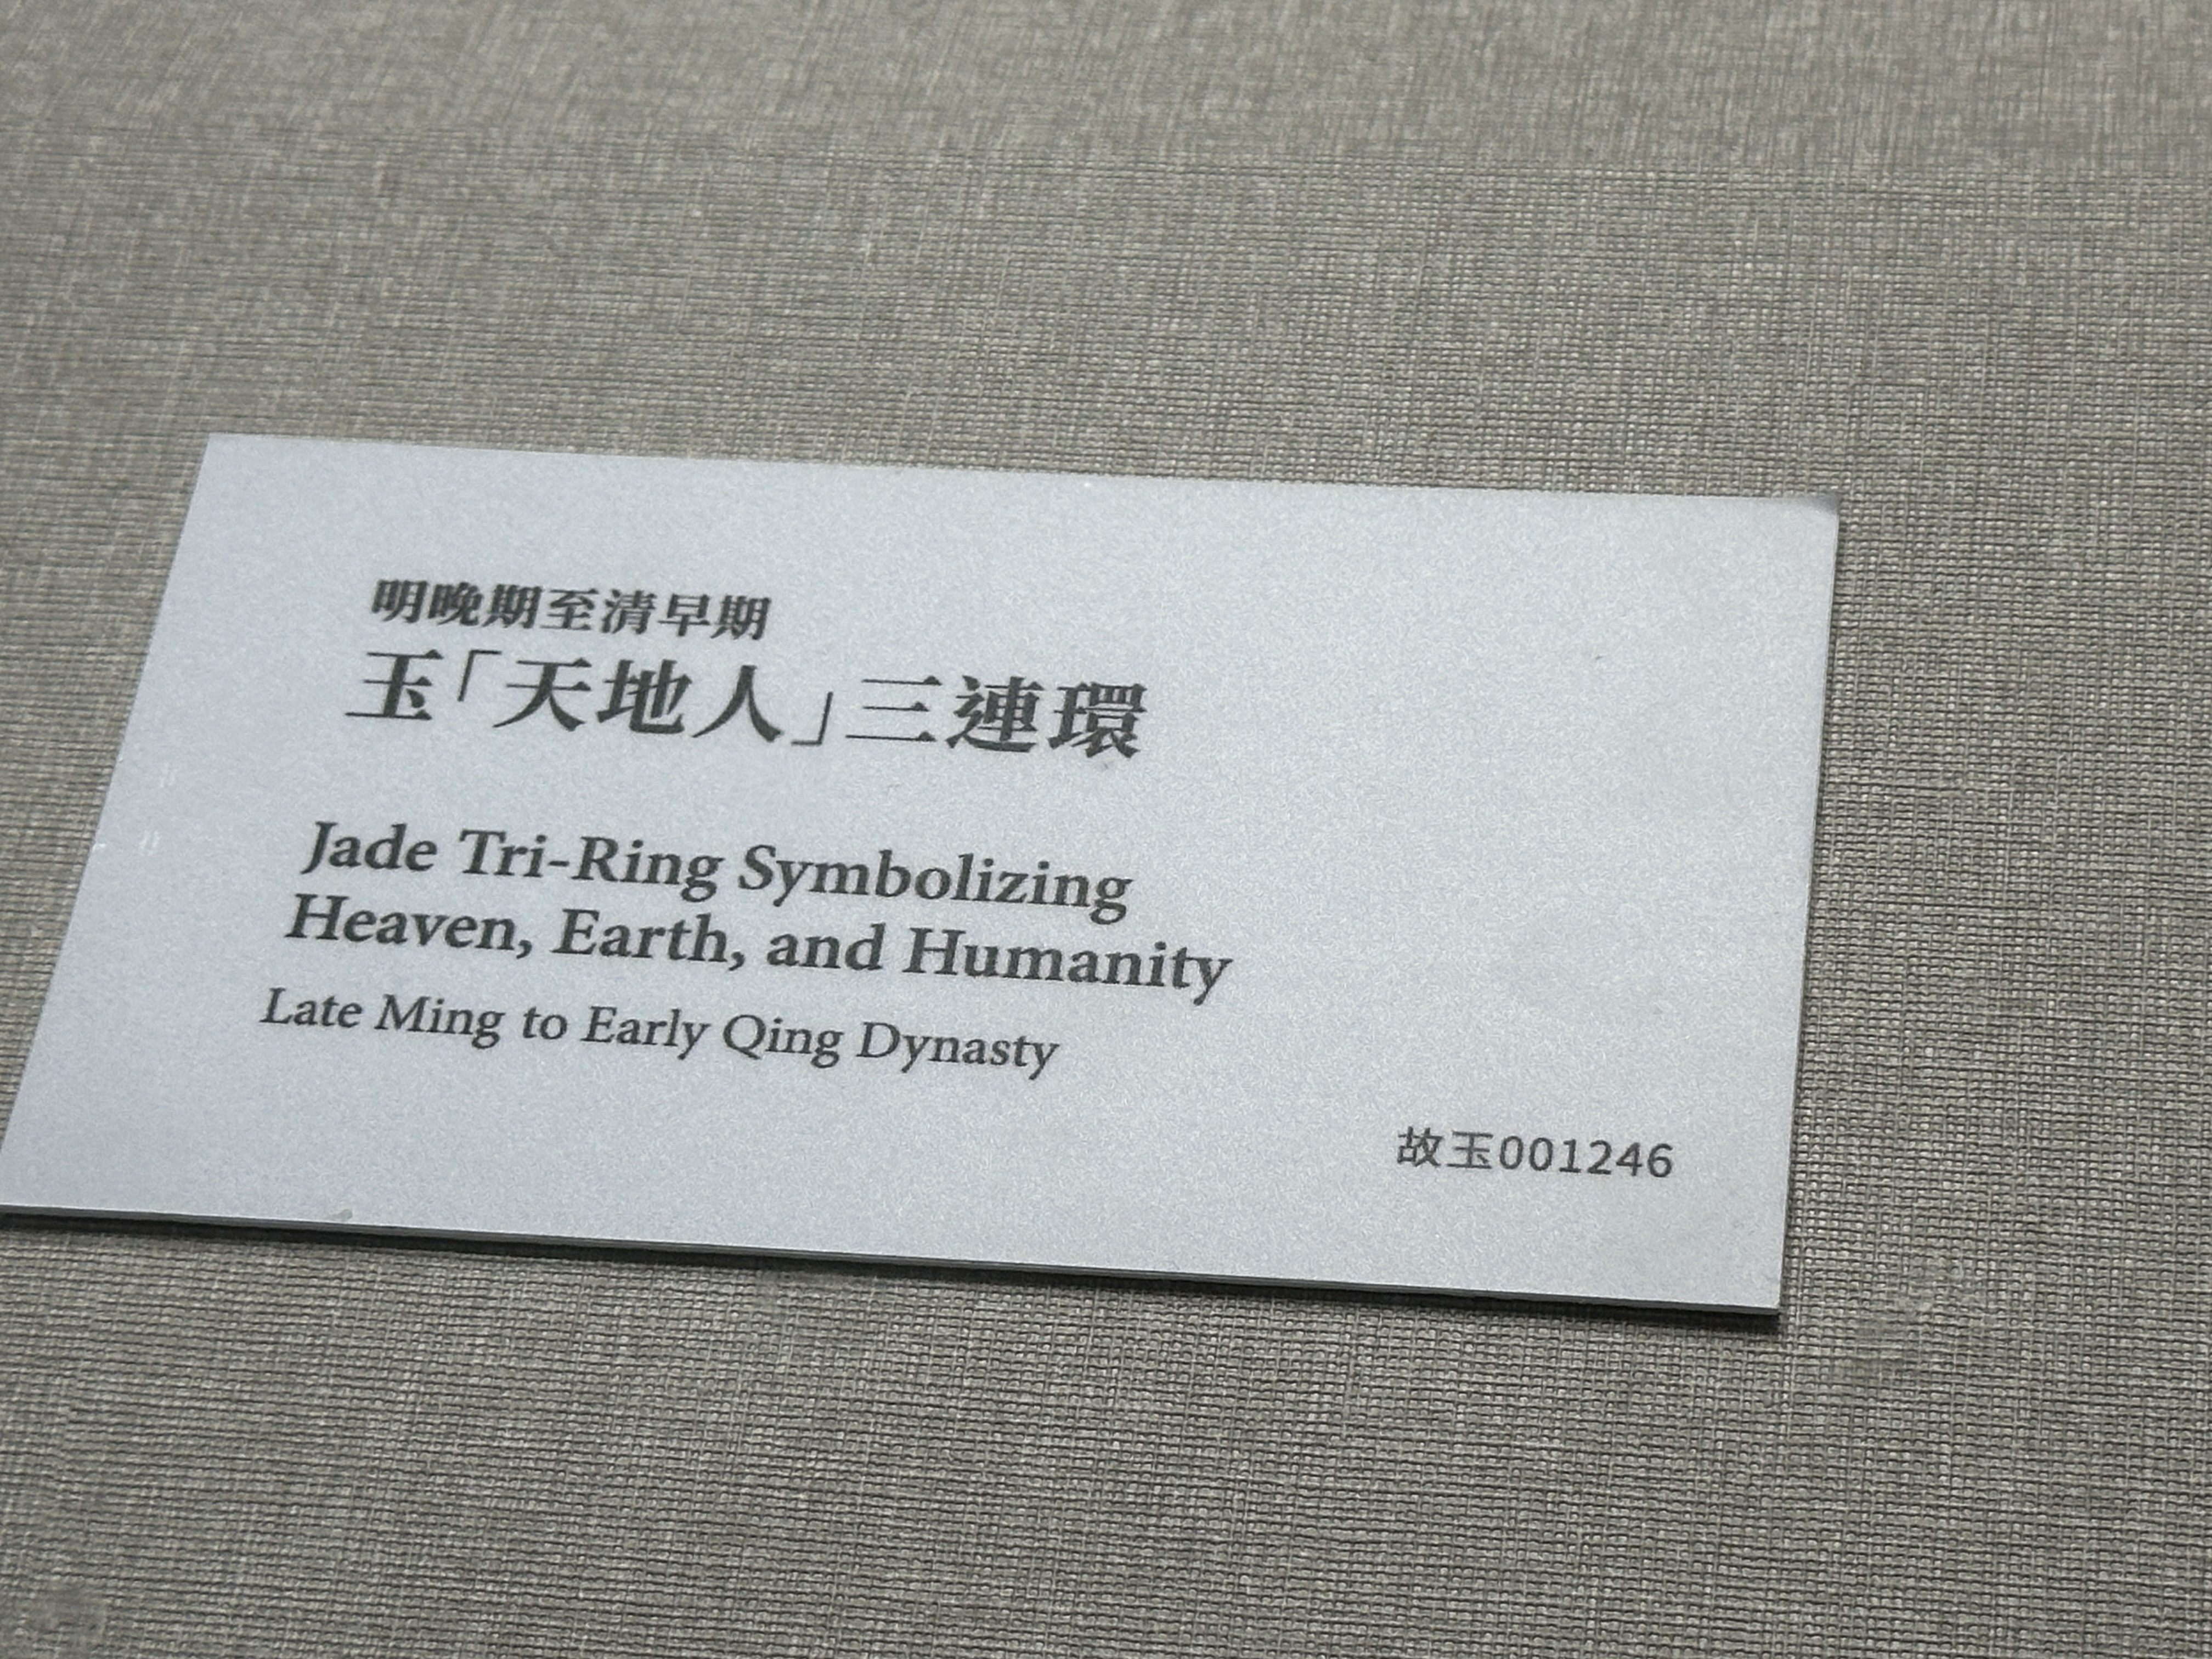 明晚期至清早期
玉「天地人」三連環
Jade Tri-Ring Symbolizing
Heaven, Earth, and Humanity
Late Ming to Early Qing Dynasty
故玉001246